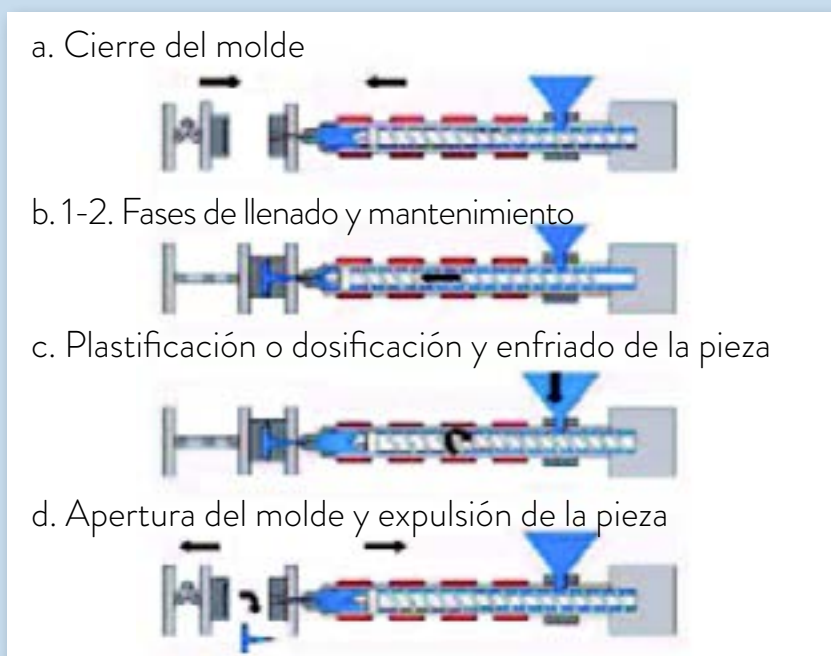 a. Cierre del molde
b. 1-2. Fases de llenado y mantenimiento
c. Plastificación o dosificación y enfriado de la pieza
d. Apertura del molde y expulsión de la pieza